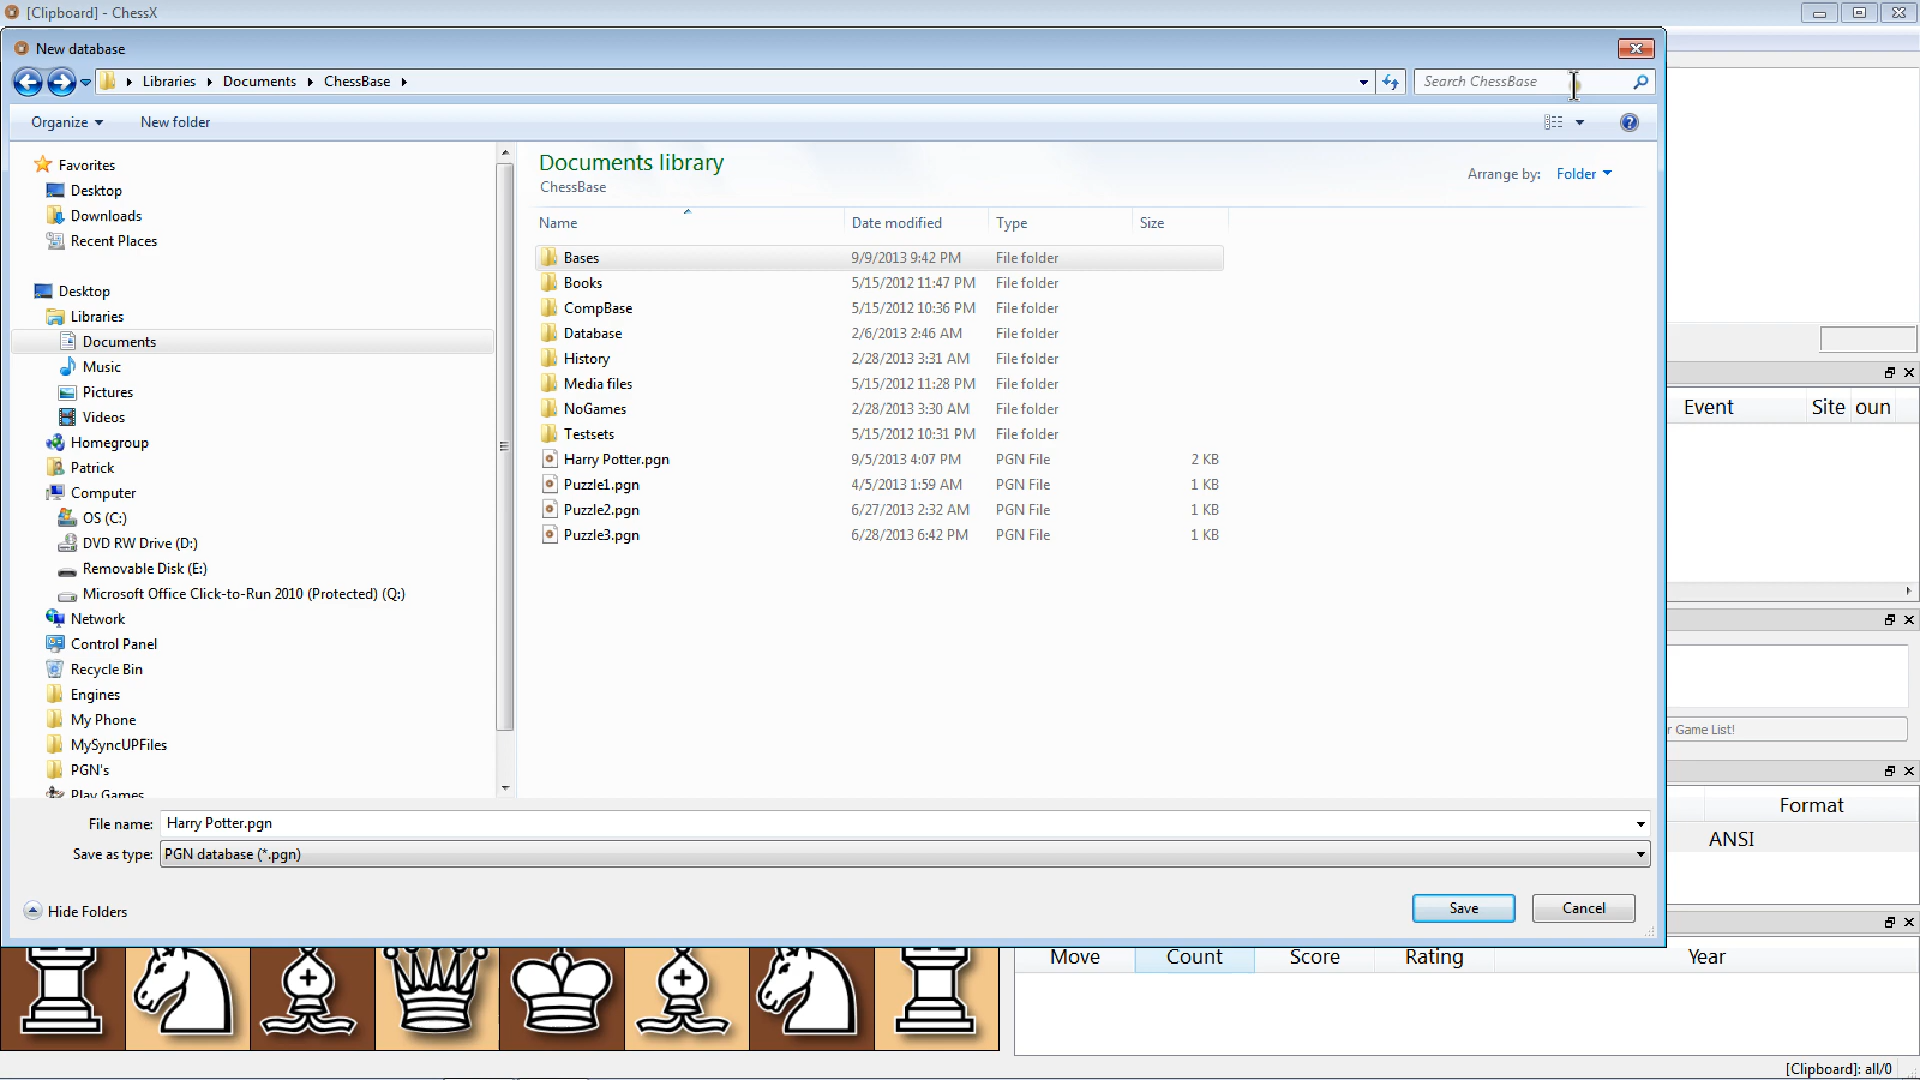 [Clipboard] - ChessX
New database
Libraries Documents ChessBase
Search ChessBase
Organize New folder
Favorites
Desktop
Downloads
Recent Places
Desktop
Libraries
Documents
Music
Pictures
Videos
Homegroup
Patrick
Computer
OS (C:)
DVD RW Drive (D:)
Removable Disk (E:)
Microsoft Office Click-to-Run 2010 (Protected) (Q:)
Network
Control Panel
Recycle Bin
Engines
My Phone
MySyncUPFiles
PGN's
Play Games
Documents library
ChessBase
Arrange by: Folder
Name Date modified Type Size
Bases 9/9/2013 9:42 PM File folder
Books 5/15/2012 11:47 PM File folder
CompBase 5/15/2012 10:36 PM File folder
Database 2/6/2013 2:46 AM File folder
History 2/28/2013 3:31 AM File folder
Media files 5/15/2012 11:28 PM File folder
NoGames 2/28/2013 3:30 AM File folder
Testsets 5/15/2012 10:31 PM File folder
Harry Potter.pgn 9/5/2013 4:07 PM PGN File 2 KB
Puzzle1.pgn 4/5/2013 1:59 AM PGN File 1 KB
Puzzle2.pgn 6/27/2013 2:32 AM PGN File 1 KB
Puzzle3.pgn 6/28/2013 6:42 PM PGN File 1 KB
File name: Harry Potter.pgn
Save as type: PGN database (*.pgn)
Hide Folders
Save Cancel
Event Site oun
r Game List!
Format
ANSI
Move Count Score Rating Year
[Clipboard]: all/0